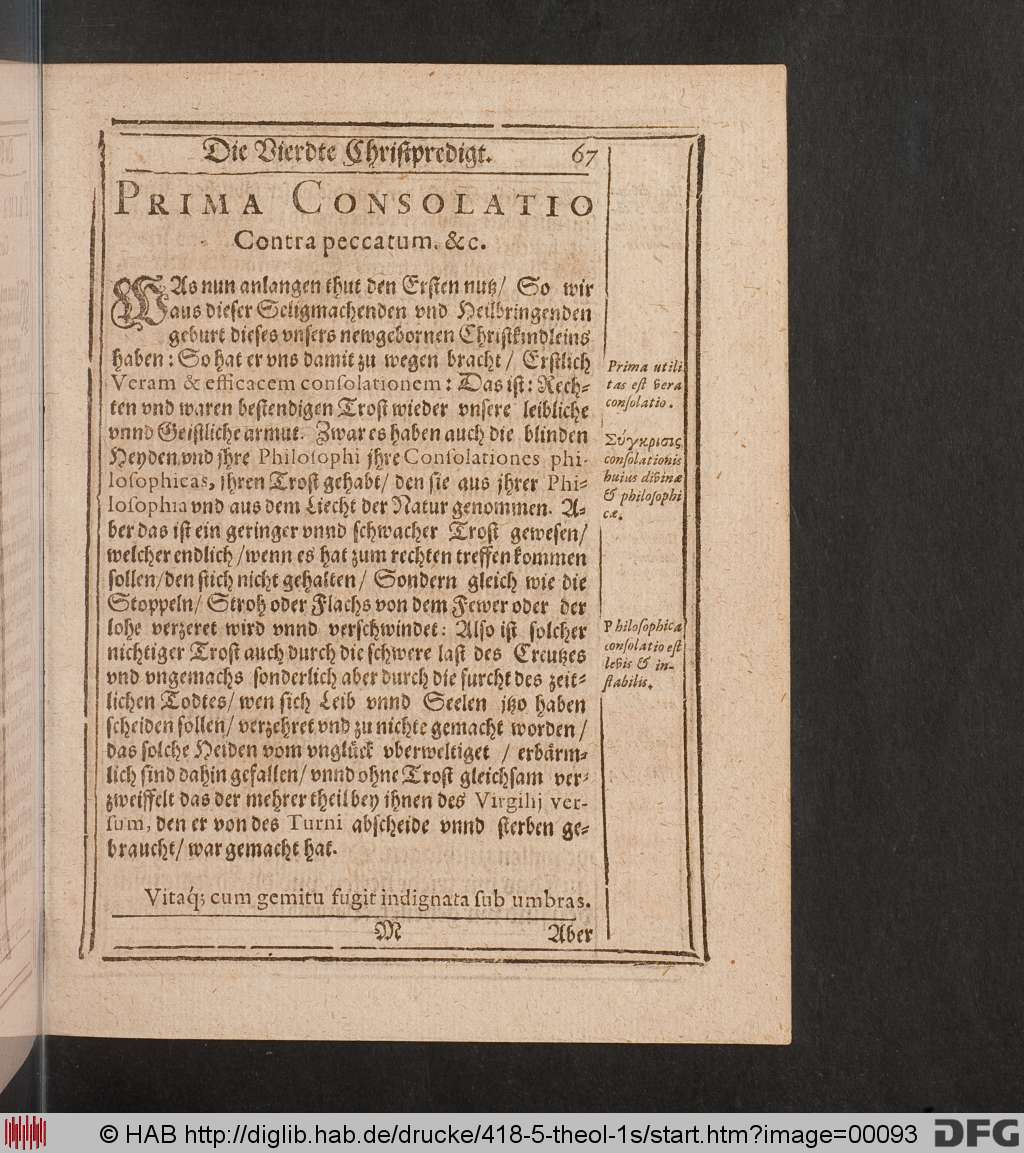 Die Vierdte Christpredigt. 67
PRIMA CONSOLATIO
Contra peccatum. &c.
WAs nun anlangen thut den Ersten nutz/ So wir
aus dieser Seligmachenden vnd Heilbringenden
geburt dieses vnsers newgebornen Christkindleins
haben: So hat er vns damit zu wegen bracht / Erstlich
Veram & efficacem consolationem: Das ist: Rech-
ten vnd waren bestendigen Trost wieder vnsere leibliche
vnnd Geistliche armut. Zwar es haben auch die blinden
Heyden vnd jhre Philosophi jhre Consolationes phi-
losophicas, jhren Trost gehabt/ den sie aus jhrer Phi-
losophia vnd aus dem Liecht der Natur genommen. A-
ber das ist ein geringer vnnd schwacher Trost gewesen/
welcher endlich / wenn es hat zum rechten treffen kommen
sollen/ den stich nicht gehalten/ Sondern gleich wie die
Stoppeln/ Stroh oder Flachs von dem Fewer oder der
lohe verzeret wird vnnd verschwindet: Also ist solcher
nichtiger Trost auch durch die schwere last des Creutzes
vnd vngemachs sonderlich aber durch die furcht des zeit-
lichen Todtes/ wen sich Leib vnnd Seelen jtzo haben
scheiden sollen/ verzehret vnd zu nichte gemacht worden /
das solche Heiden vom vnglück vberweltiget / erbärm-
lich sind dahin gefallen/ vnnd ohne Trost gleichsam ver-
zweiffelt das der mehrer theil bey ihnen des Virgilij ver-
sum, den er von des Turni abscheide vnnd sterben ge-
braucht/ war gemacht hat.
Vitaq́; cum gemitu fugit indignata sub umbras.
M Aber
Prima utili
tas est vera
consolatio.
Σύγκρισις
consolationis
huius divinæ
& philosophi
cæ.
Philosophica
consolatio est
levis & in-
stabilis.
© HAB http://diglib.hab.de/drucke/418-5-theol-1s/start.htm?image=00093 DFG